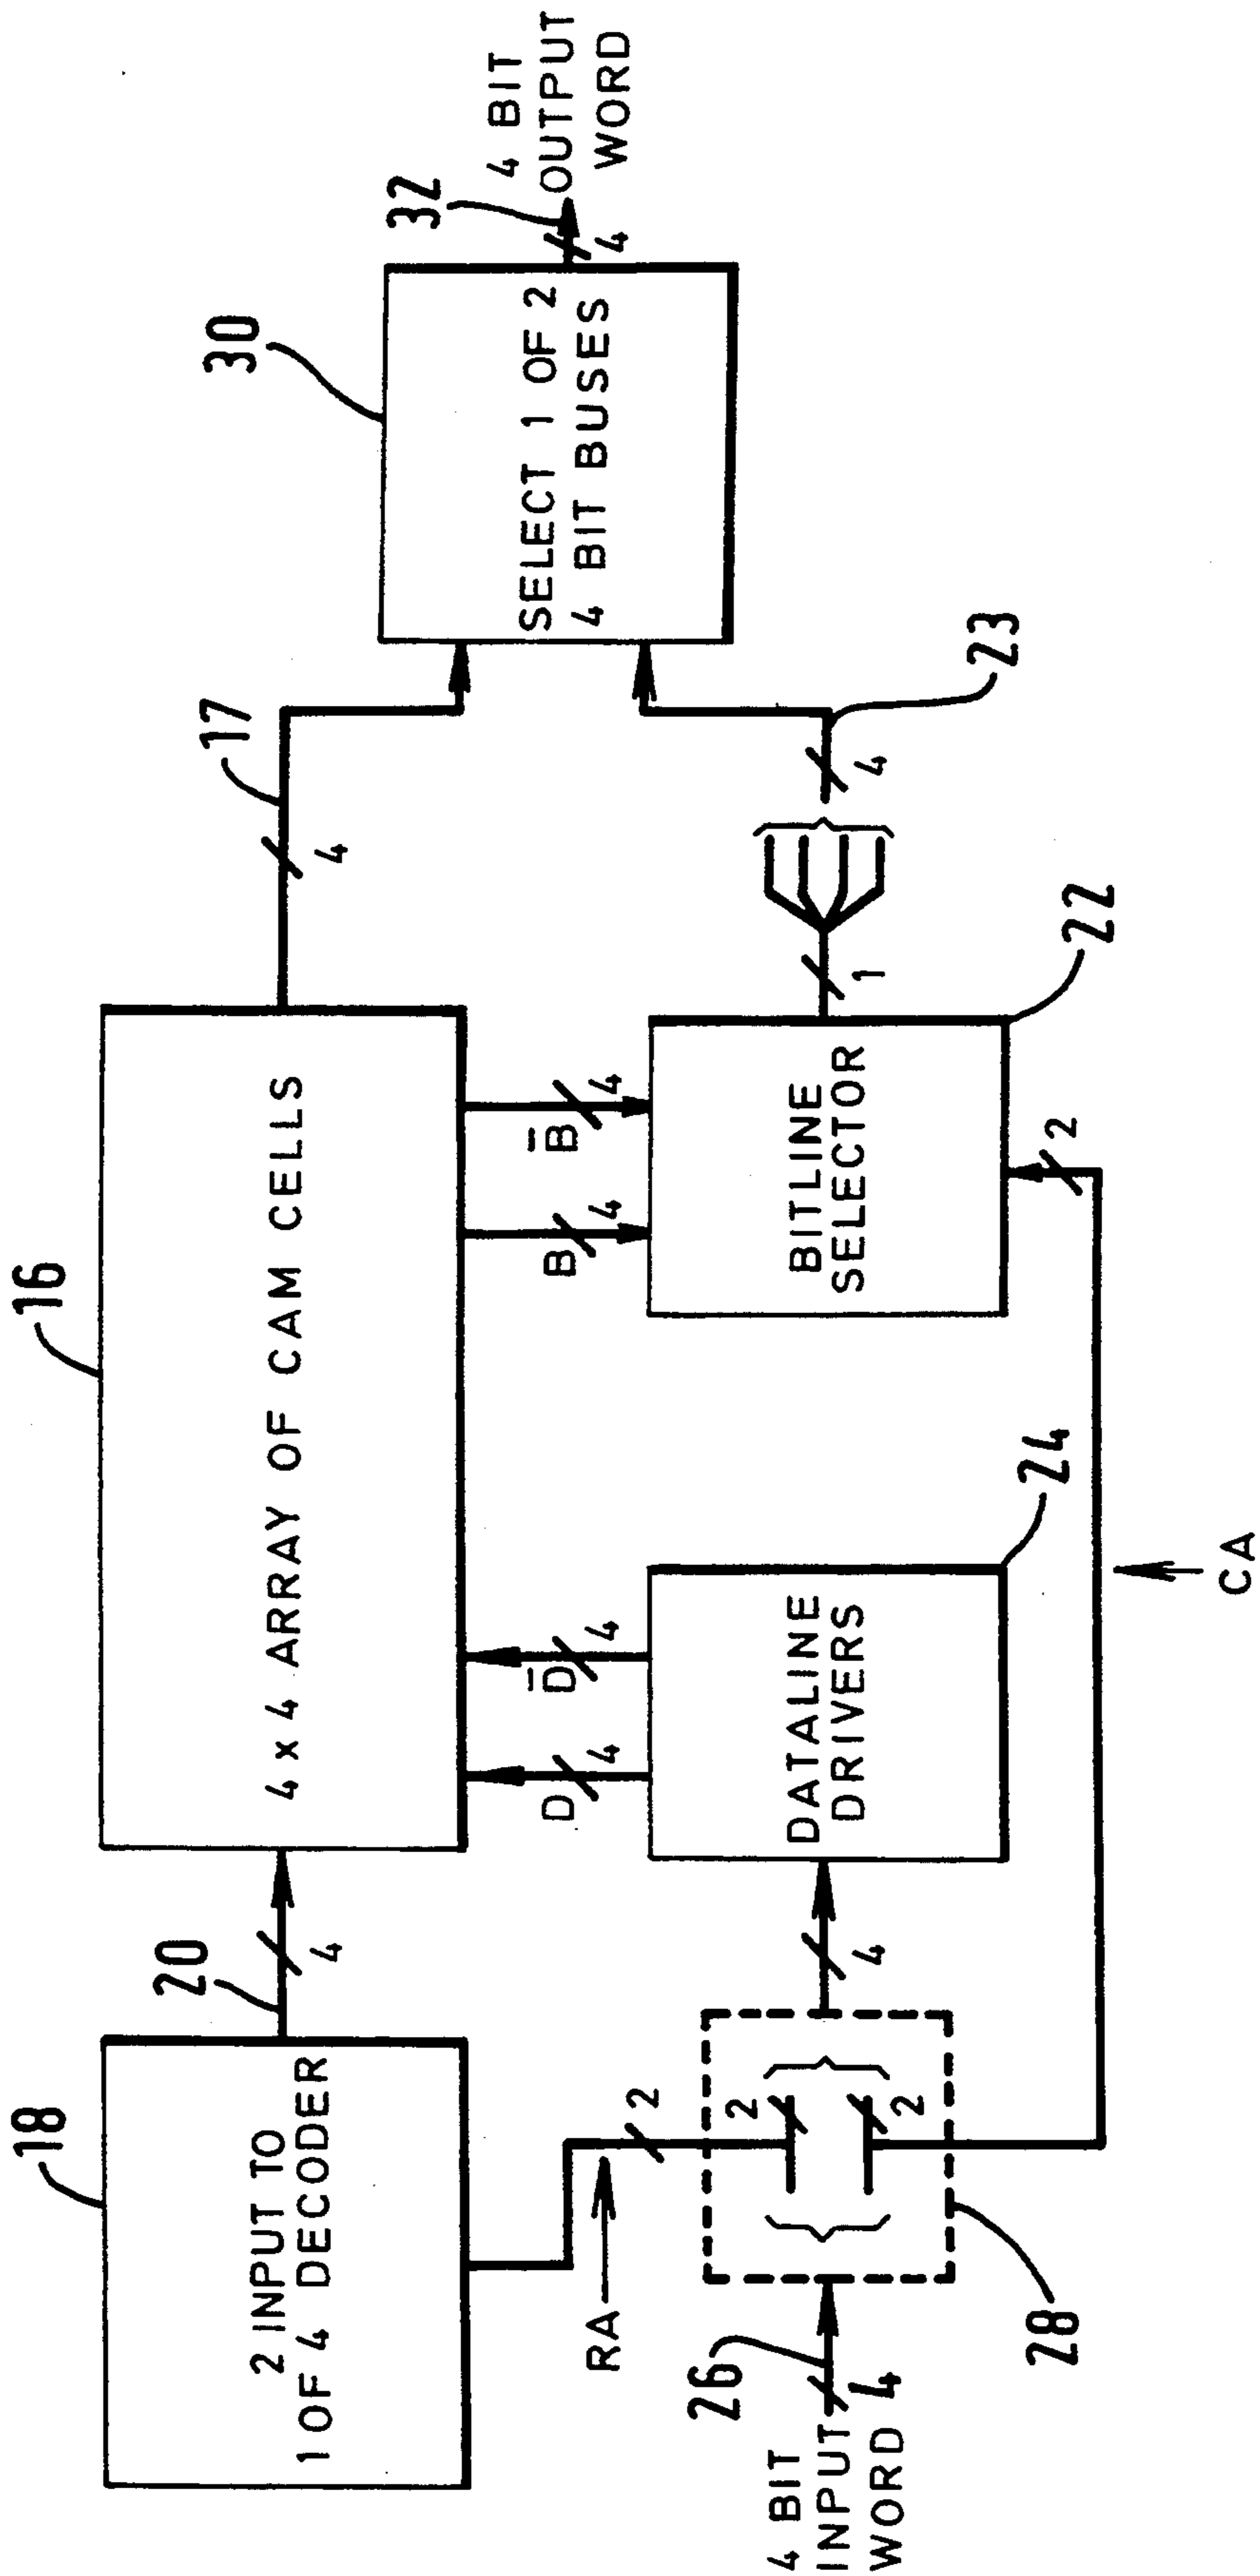 18
2 INPUT TO
1 OF 4 DECODER
20
4
16
4 x 4 ARRAY OF CAM CELLS
17
4
30
SELECT 1 OF 2
4 BIT BUSES
32
4
4 BIT
OUTPUT
WORD
RA
2
D
4
D̅
4
B
4
B̅
4
4 BIT
INPUT
WORD
26
4
2
2
28
4
DATALINE
DRIVERS
24
BITLINE
SELECTOR
22
1
4
23
2
CA